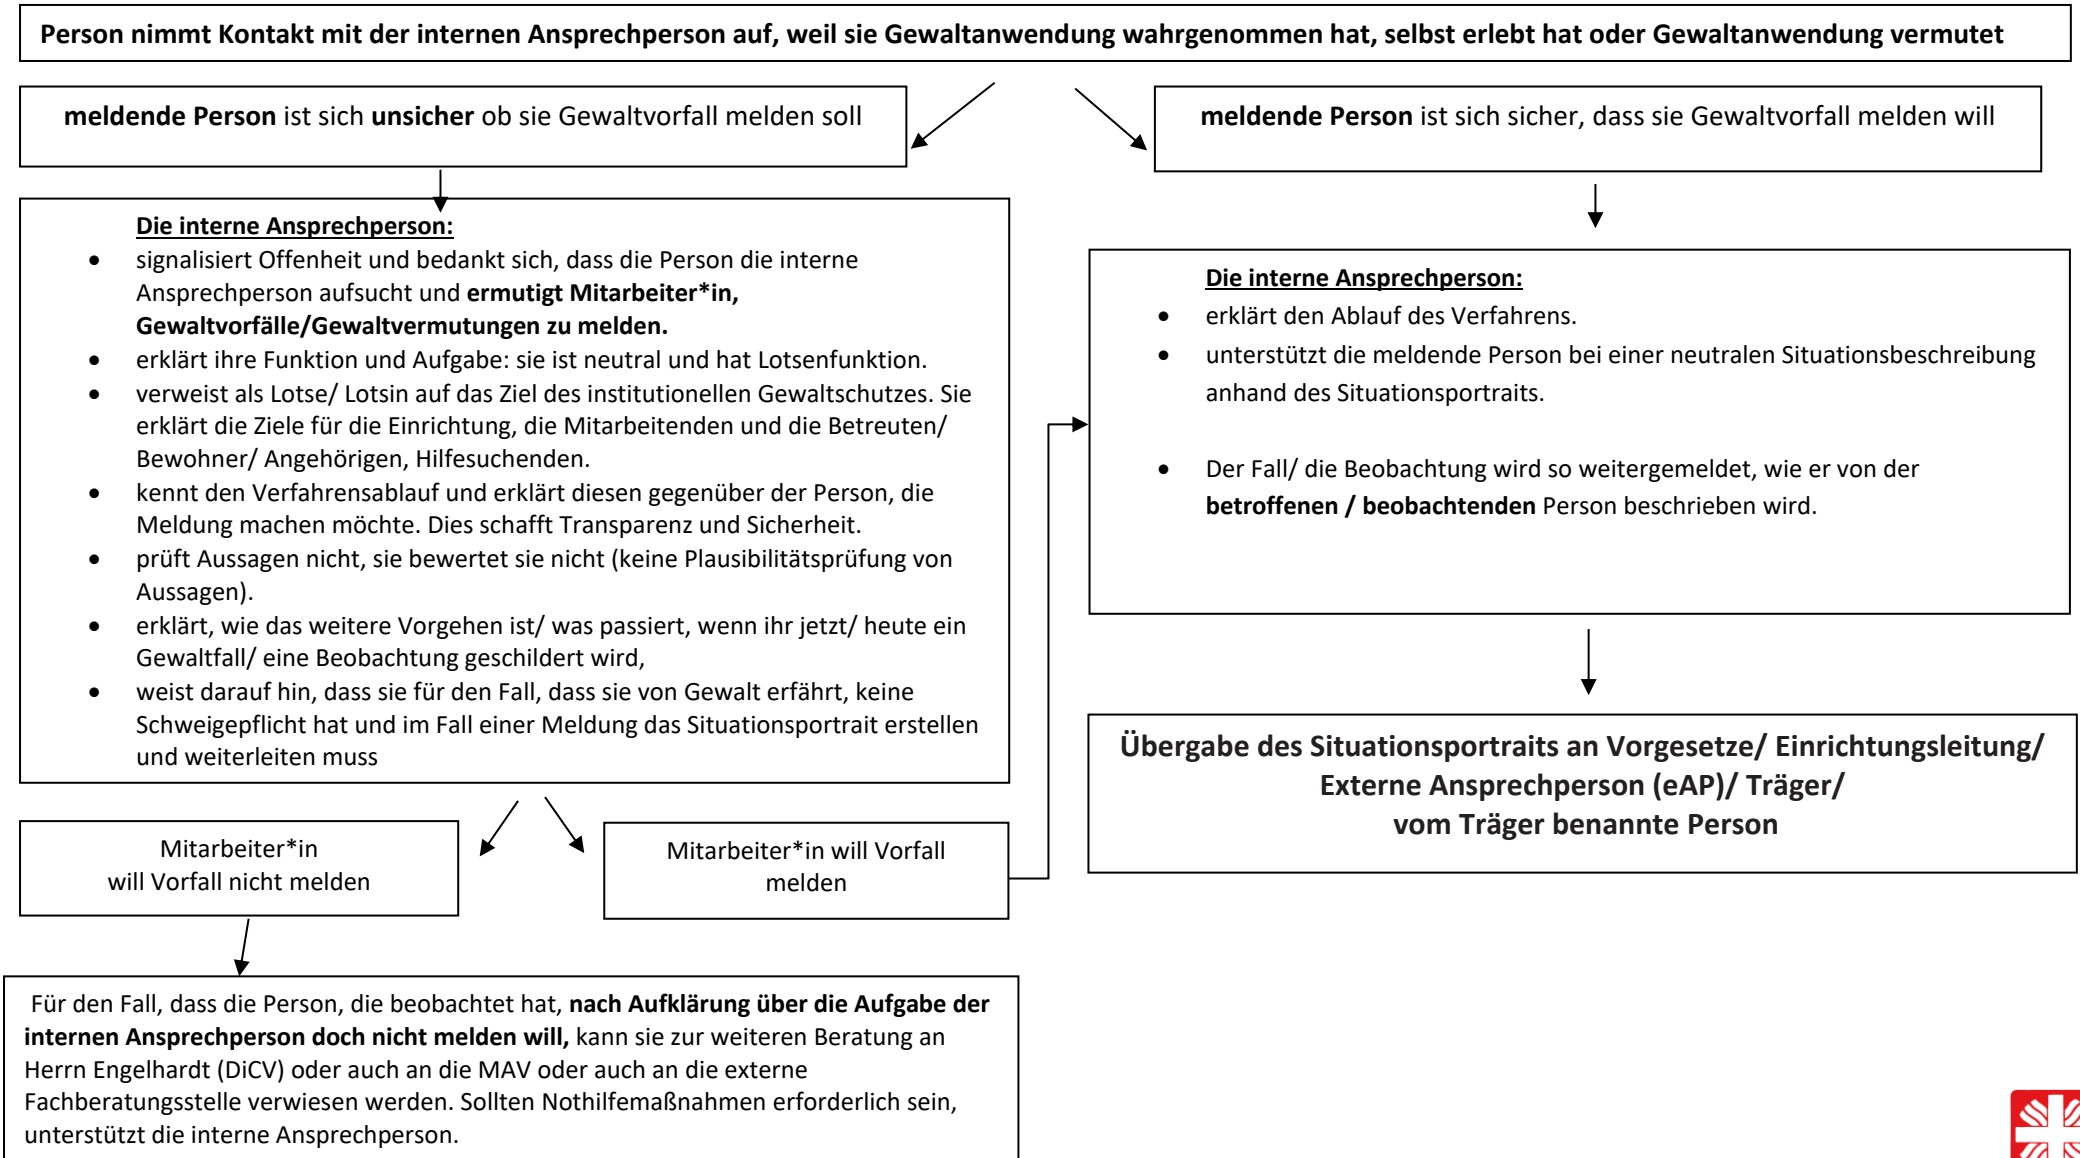 Person nimmt Kontakt mit der internen Ansprechperson auf, weil sie Gewaltanwendung wahrgenommen hat, selbst erlebt hat oder Gewaltanwendung vermutet
meldende Person ist sich unsicher ob sie Gewaltvorfall melden soll
meldende Person ist sich sicher, dass sie Gewaltvorfall melden will
Die interne Ansprechperson:
• signalisiert Offenheit und bedankt sich, dass die Person die interne
Ansprechperson aufsucht und ermutigt Mitarbeiter*in,
Gewaltvorfälle/Gewaltvermutungen zu melden.
• erklärt ihre Funktion und Aufgabe: sie ist neutral und hat Lotsenfunktion.
• verweist als Lotse/ Lotsin auf das Ziel des institutionellen Gewaltschutzes. Sie
erklärt die Ziele für die Einrichtung, die Mitarbeitenden und die Betreuten/
Bewohner/ Angehörigen, Hilfesuchenden.
• kennt den Verfahrensablauf und erklärt diesen gegenüber der Person, die
Meldung machen möchte. Dies schafft Transparenz und Sicherheit.
• prüft Aussagen nicht, sie bewertet sie nicht (keine Plausibilitätsprüfung von
Aussagen).
• erklärt, wie das weitere Vorgehen ist/ was passiert, wenn ihr jetzt/ heute ein
Gewaltfall/ eine Beobachtung geschildert wird,
• weist darauf hin, dass sie für den Fall, dass sie von Gewalt erfährt, keine
Schweigepflicht hat und im Fall einer Meldung das Situationsportrait erstellen
und weiterleiten muss
Die interne Ansprechperson:
• erklärt den Ablauf des Verfahrens.
• unterstützt die meldende Person bei einer neutralen Situationsbeschreibung
anhand des Situationsportraits.
• Der Fall/ die Beobachtung wird so weitergemeldet, wie er von der
betroffenen / beobachtenden Person beschrieben wird.
Übergabe des Situationsportraits an Vorgesetze/ Einrichtungsleitung/
Externe Ansprechperson (eAP)/ Träger/
vom Träger benannte Person
Mitarbeiter*in
will Vorfall nicht melden
Mitarbeiter*in will Vorfall
melden
Für den Fall, dass die Person, die beobachtet hat, nach Aufklärung über die Aufgabe der
internen Ansprechperson doch nicht melden will, kann sie zur weiteren Beratung an
Herrn Engelhardt (DiCV) oder auch an die MAV oder auch an die externe
Fachberatungsstelle verwiesen werden. Sollten Nothilfemaßnahmen erforderlich sein,
unterstützt die interne Ansprechperson.